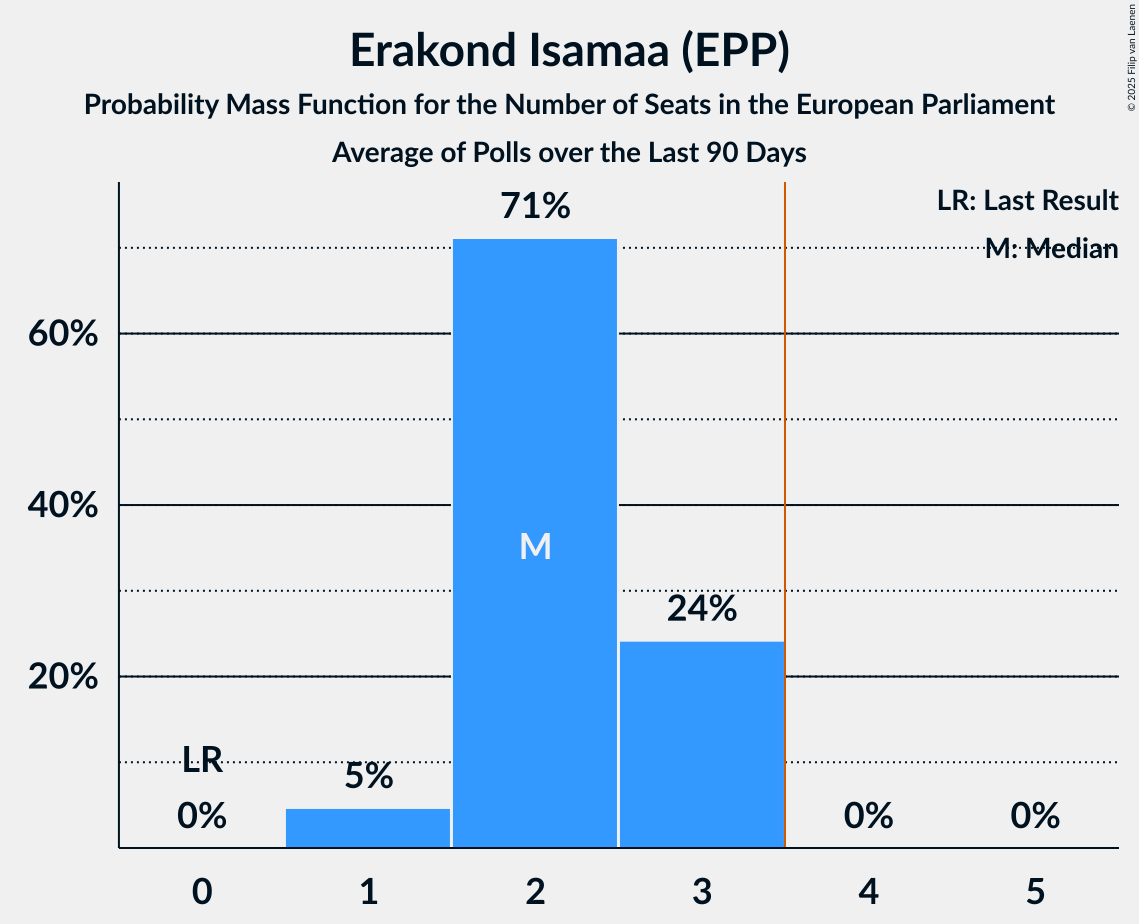 Erakond Isamaa (EPP)
Probability Mass Function for the Number of Seats in the European Parliament
Average of Polls over the Last 90 Days
© 2025 Filip van Laenen
LR: Last Result
M: Median
71%
60%
40%
M
24%
20%
LR
5%
0%
0%
0%
0 1 2 3 4 5